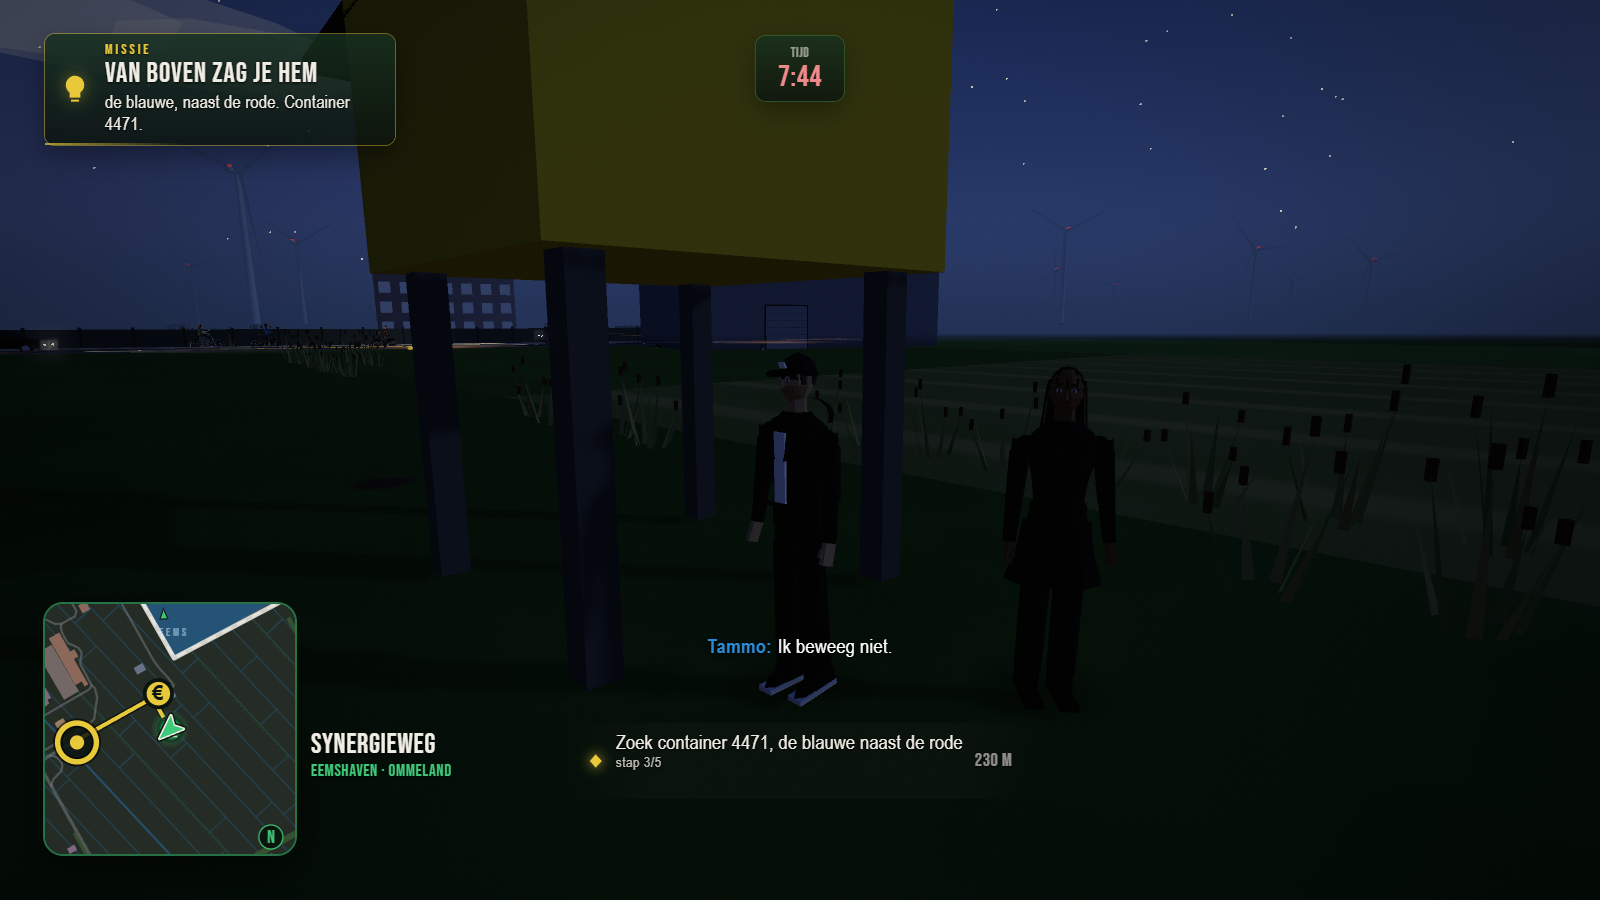 MISSIE
VAN BOVEN ZAG JE HEM
de blauwe, naast de rode. Container
4471.
TIJD
7:44
Tammo: Ik beweeg niet.
EEMS
€
N
SYNERGIEWEG
EEMSHAVEN · OMMELAND
Zoek container 4471, de blauwe naast de rode
stap 3/5
230 M